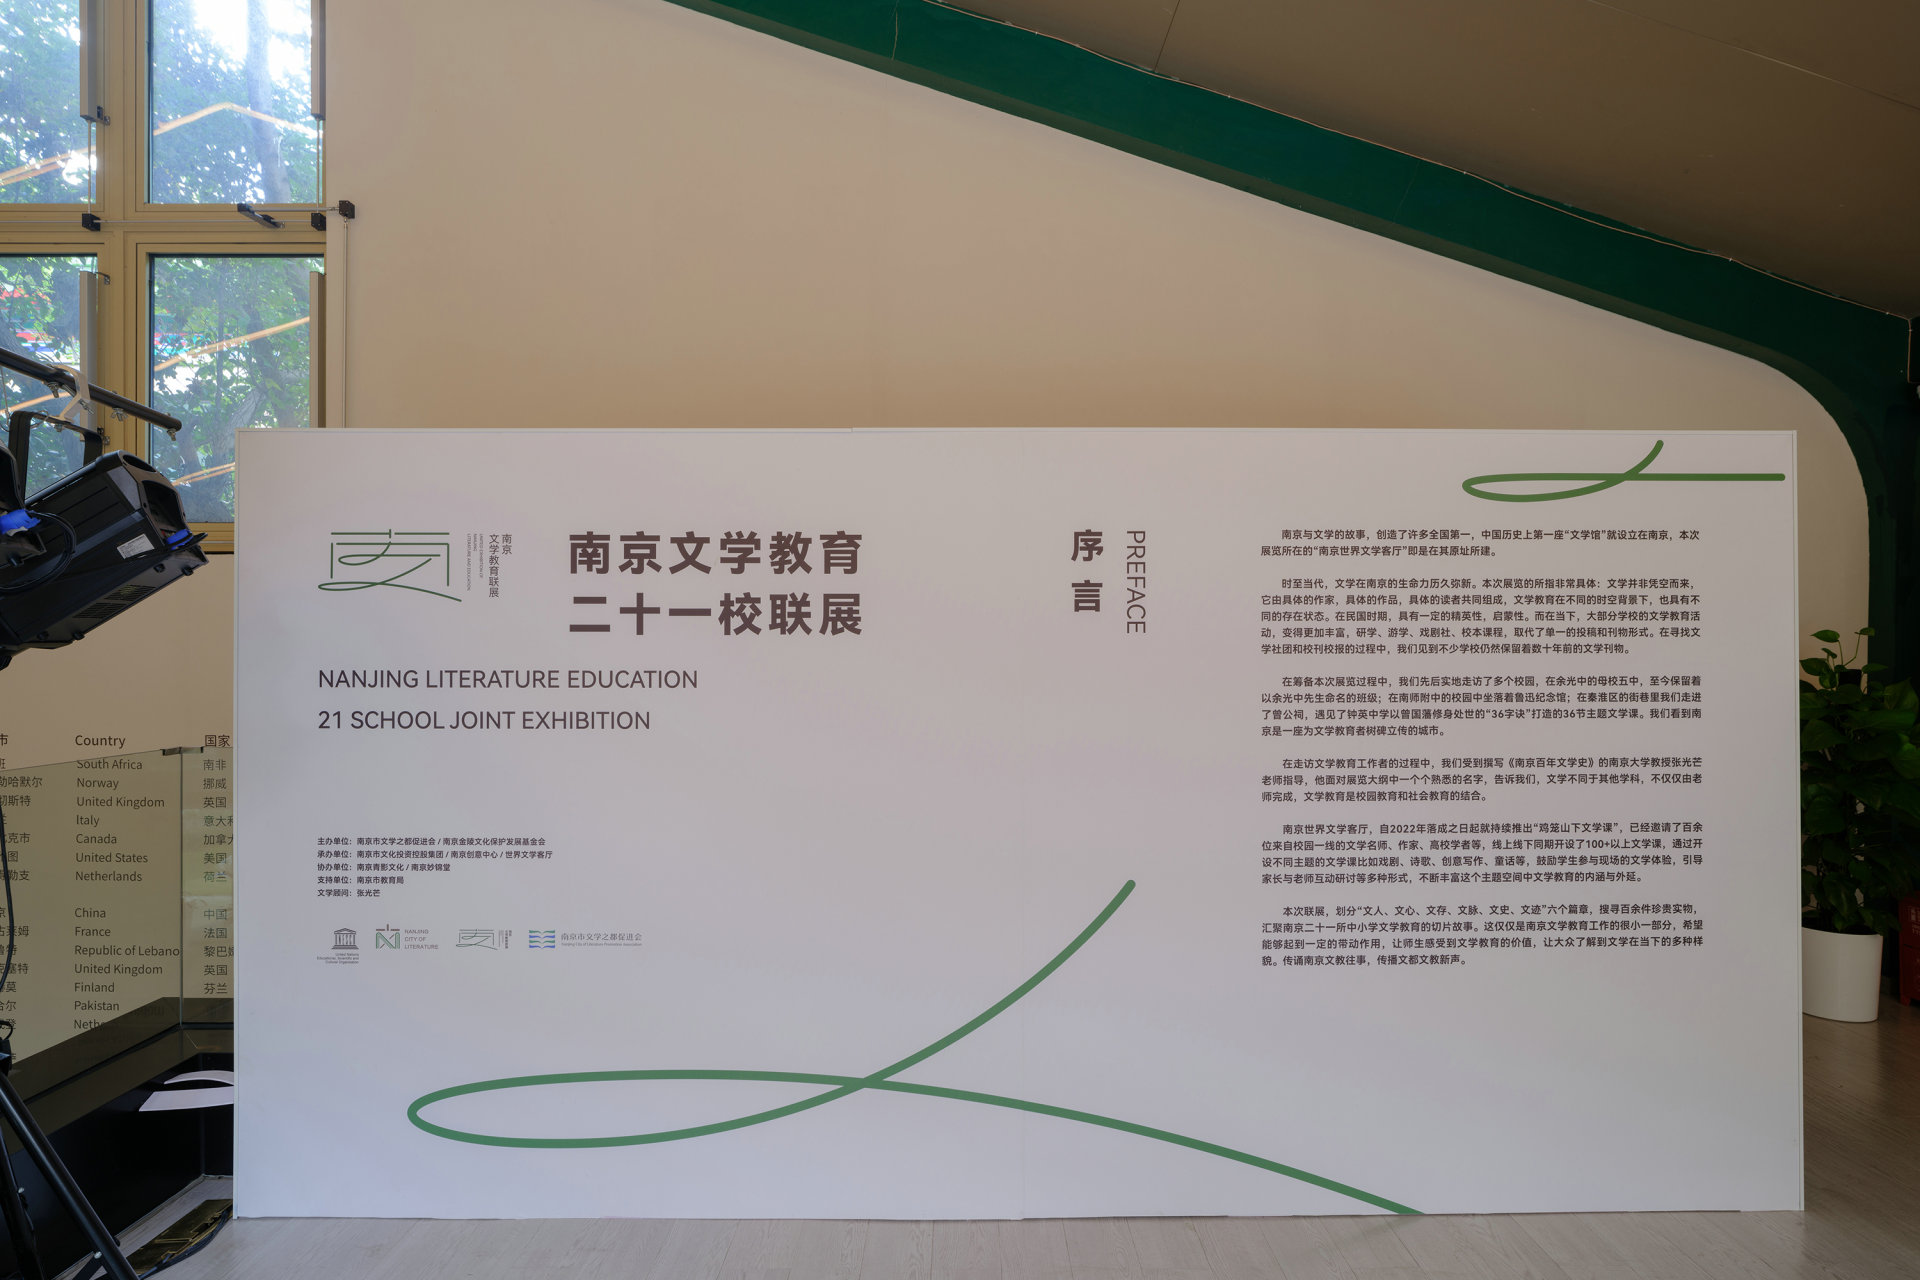 南京
文学教育联展
南京文学教育
二十一校联展
NANJING LITERATURE EDUCATION
21 SCHOOL JOINT EXHIBITION
主办单位：南京市文学之都促进会 / 南京金陵文化保护发展基金会
承办单位：南京市文化投资控股集团 / 南京创意中心 / 世界文学客厅
协办单位：南京青影文化 / 南京妙锦堂
支持单位：南京市教育局
文学顾问：张光芒
NANJING
CITY OF
LITERATURE
南京市文学之都促进会
序言
PREFACE
南京与文学的故事，创造了许多全国第一，中国历史上第一座“文学馆”就设立在南京，本次
展览所在的“南京世界文学客厅”即是在其原址所建。
时至当代，文学在南京的生命力历久弥新。本次展览的所指非常具体：文学并非凭空而来，
它由具体的作家，具体的作品，具体的读者共同组成，文学教育在不同的时空背景下，也具有不
同的存在状态。在民国时期，具有一定的精英性，启蒙性。而在当下，大部分学校的文学教育活
动，变得更加丰富，研学、游学、戏剧社、校本课程，取代了单一的投稿和刊物形式。在寻找文
学社团和校刊校报的过程中，我们见到不少学校仍然保留着数十年前的文学刊物。
在筹备本次展览过程中，我们先后实地走访了多个校园，在余光中的母校五中，至今保留着
以余光中先生命名的班级；在南师附中的校园中坐落着鲁迅纪念馆；在秦淮区的街巷里我们走进
了曾公祠，遇见了钟英中学以曾国藩修身处世的“36字诀”打造的36节主题文学课。我们看到南
京是一座为文学教育者树碑立传的城市。
在走访文学教育工作者的过程中，我们受到撰写《南京百年文学史》的南京大学教授张光芒
老师指导，他面对展览大纲中一个个熟悉的名字，告诉我们，文学不同于其他学科，不仅仅由老
师完成，文学教育是校园教育和社会教育的结合。
南京世界文学客厅，自2022年落成之日起就持续推出“鸡笼山下文学课”，已经邀请了百余
位来自校园一线的文学名师、作家、高校学者等，线上线下同期开设了100+以上文学课，通过开
设不同主题的文学课比如戏剧、诗歌、创意写作、童话等，鼓励学生参与现场的文学体验，引导
家长与老师互动研讨等多种形式，不断丰富这个主题空间中文学教育的内涵与外延。
本次联展，划分“文人、文心、文存、文脉、文史、文迹”六个篇章，搜寻百余件珍贵实物，
汇聚南京二十一所中小学文学教育的切片故事。这仅仅是南京文学教育工作的很小一部分，希望
能够起到一定的带动作用，让师生感受到文学教育的价值，让大众了解到文学在当下的多种样
貌。传诵南京文教往事，传播文都文教新声。
市 Country 国家
South Africa 南非
勒哈默尔 Norway 挪威
彻斯特 United Kingdom 英国
Italy 意大利
克市 Canada 加拿大
图 United States 美国
勒支 Netherlands 荷兰
京 China 中国
古莱姆 France 法国
Republic of Lebano 黎巴
塞特 United Kingdom 英国
莫 Finland 芬兰
合尔 Pakistan
Neth